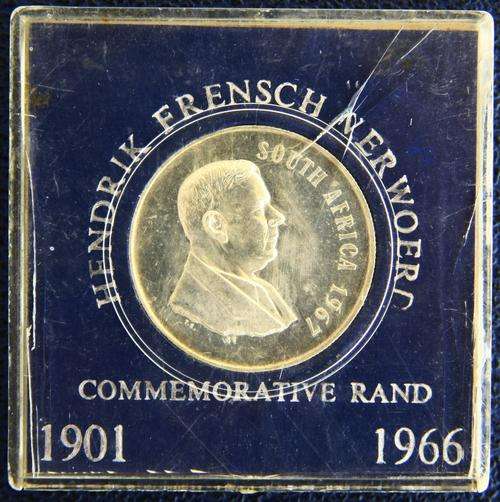 HENDRIK FRENSCH VERWOERD
SOUTH AFRICA 1967
COMMEMORATIVE RAND
1901 1966